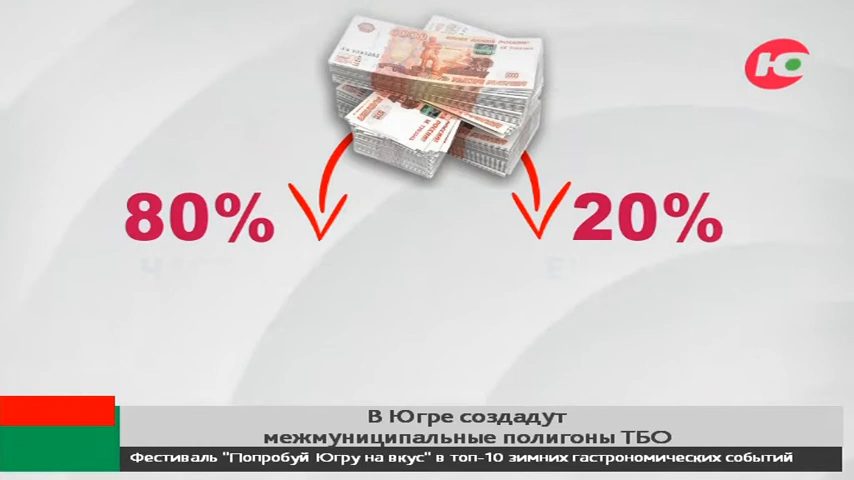 Ю
80%
20%
В Югре создадут
межмуниципальные полигоны ТБО
Фестиваль "Попробуй Югру на вкус" в топ-10 зимних гастрономических событий